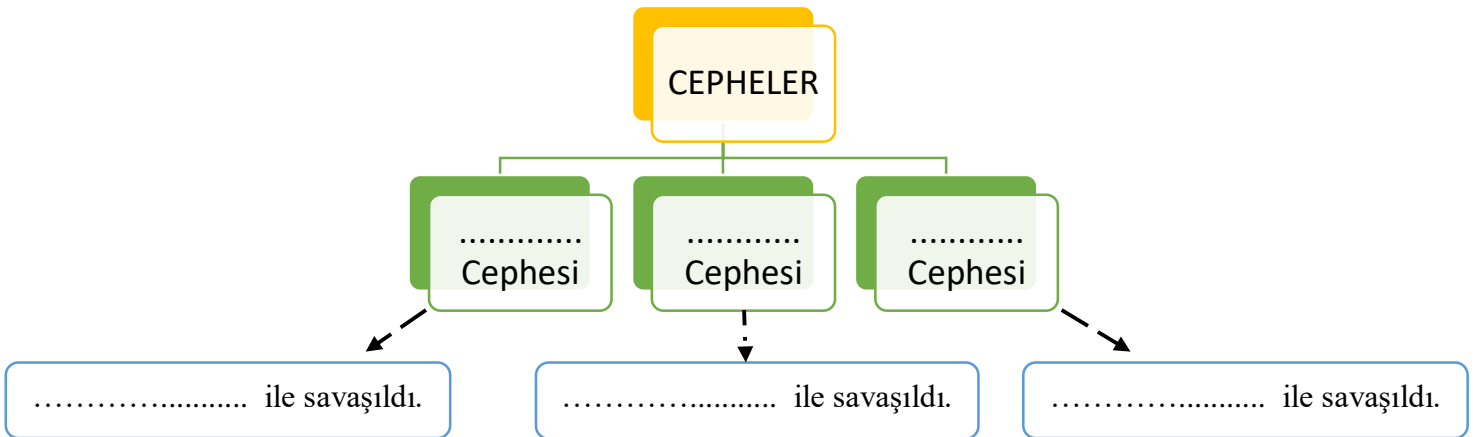 CEPHELER
.............
Cephesi
............
Cephesi
............
Cephesi
…………........... ile savaşıldı.
…………........... ile savaşıldı.
…………........... ile savaşıldı.